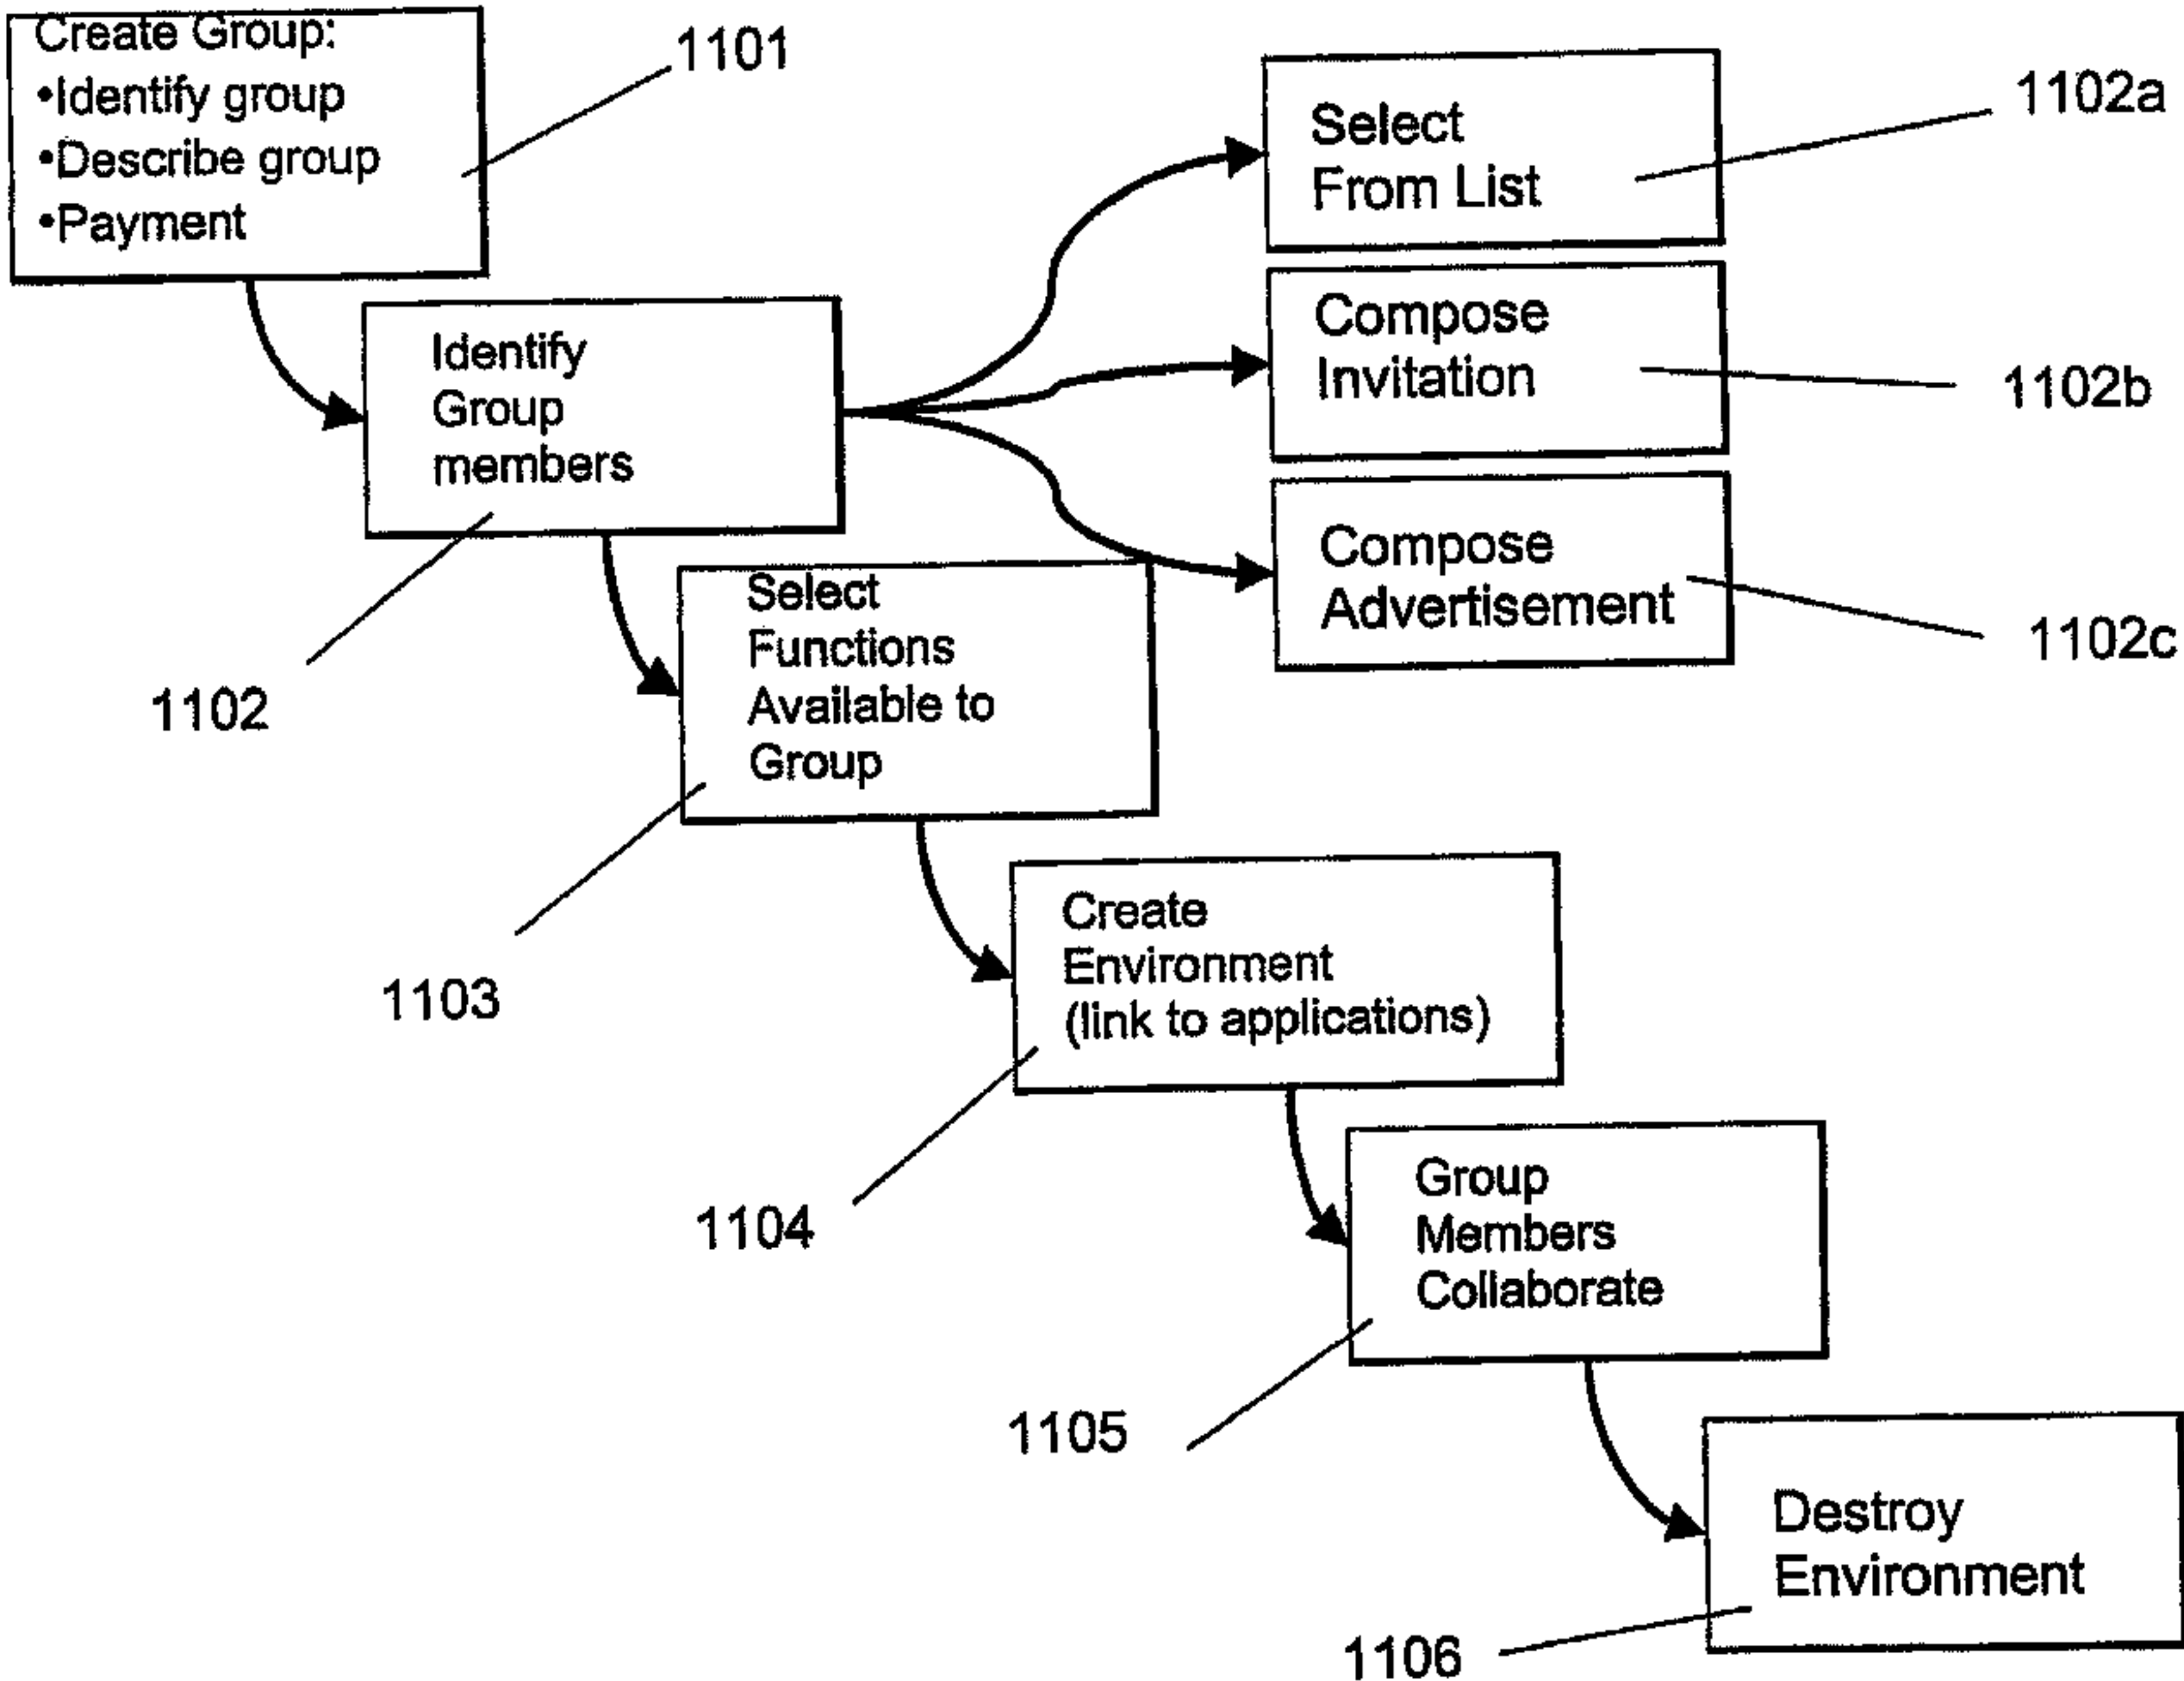 Create Group:
•Identify group
•Describe group
•Payment
1101
Select
From List
1102a
Identify
Group
members
1102
Compose
Invitation
1102b
Compose
Advertisement
1102c
Select
Functions
Available to
Group
1103
Create
Environment
(link to applications)
1104
Group
Members
Collaborate
1105
Destroy
Environment
1106